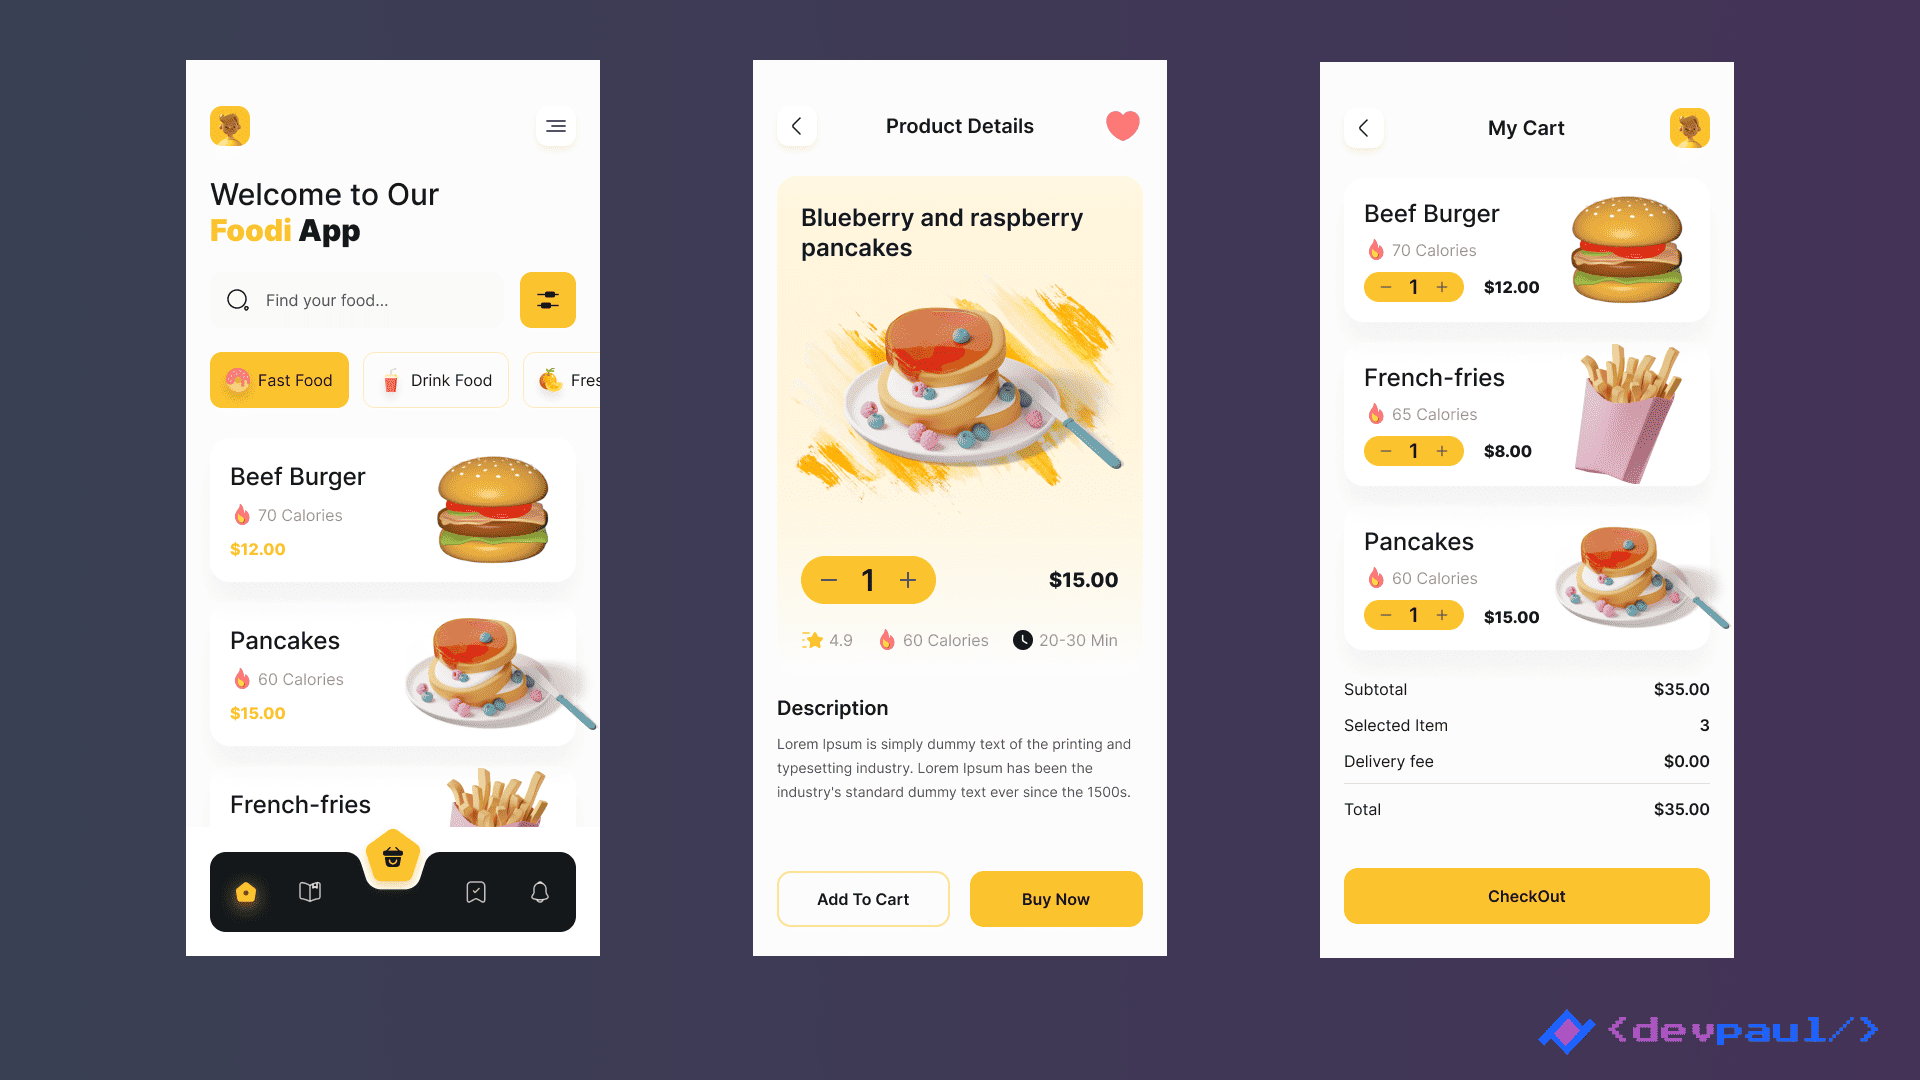 Welcome to Our
Foodi App
Find your food...
Fast Food
Drink Food
Fres
Beef Burger
70 Calories
$12.00
Pancakes
60 Calories
$15.00
French-fries
Product Details
Blueberry and raspberry
pancakes
1
$15.00
4.9
60 Calories
20-30 Min
Description
Lorem Ipsum is simply dummy text of the printing and
typesetting industry. Lorem Ipsum has been the
industry's standard dummy text ever since the 1500s.
Add To Cart
Buy Now
My Cart
Beef Burger
70 Calories
1
$12.00
French-fries
65 Calories
1
$8.00
Pancakes
60 Calories
1
$15.00
Subtotal $35.00
Selected Item 3
Delivery fee $0.00
Total $35.00
CheckOut
<devpaul/>